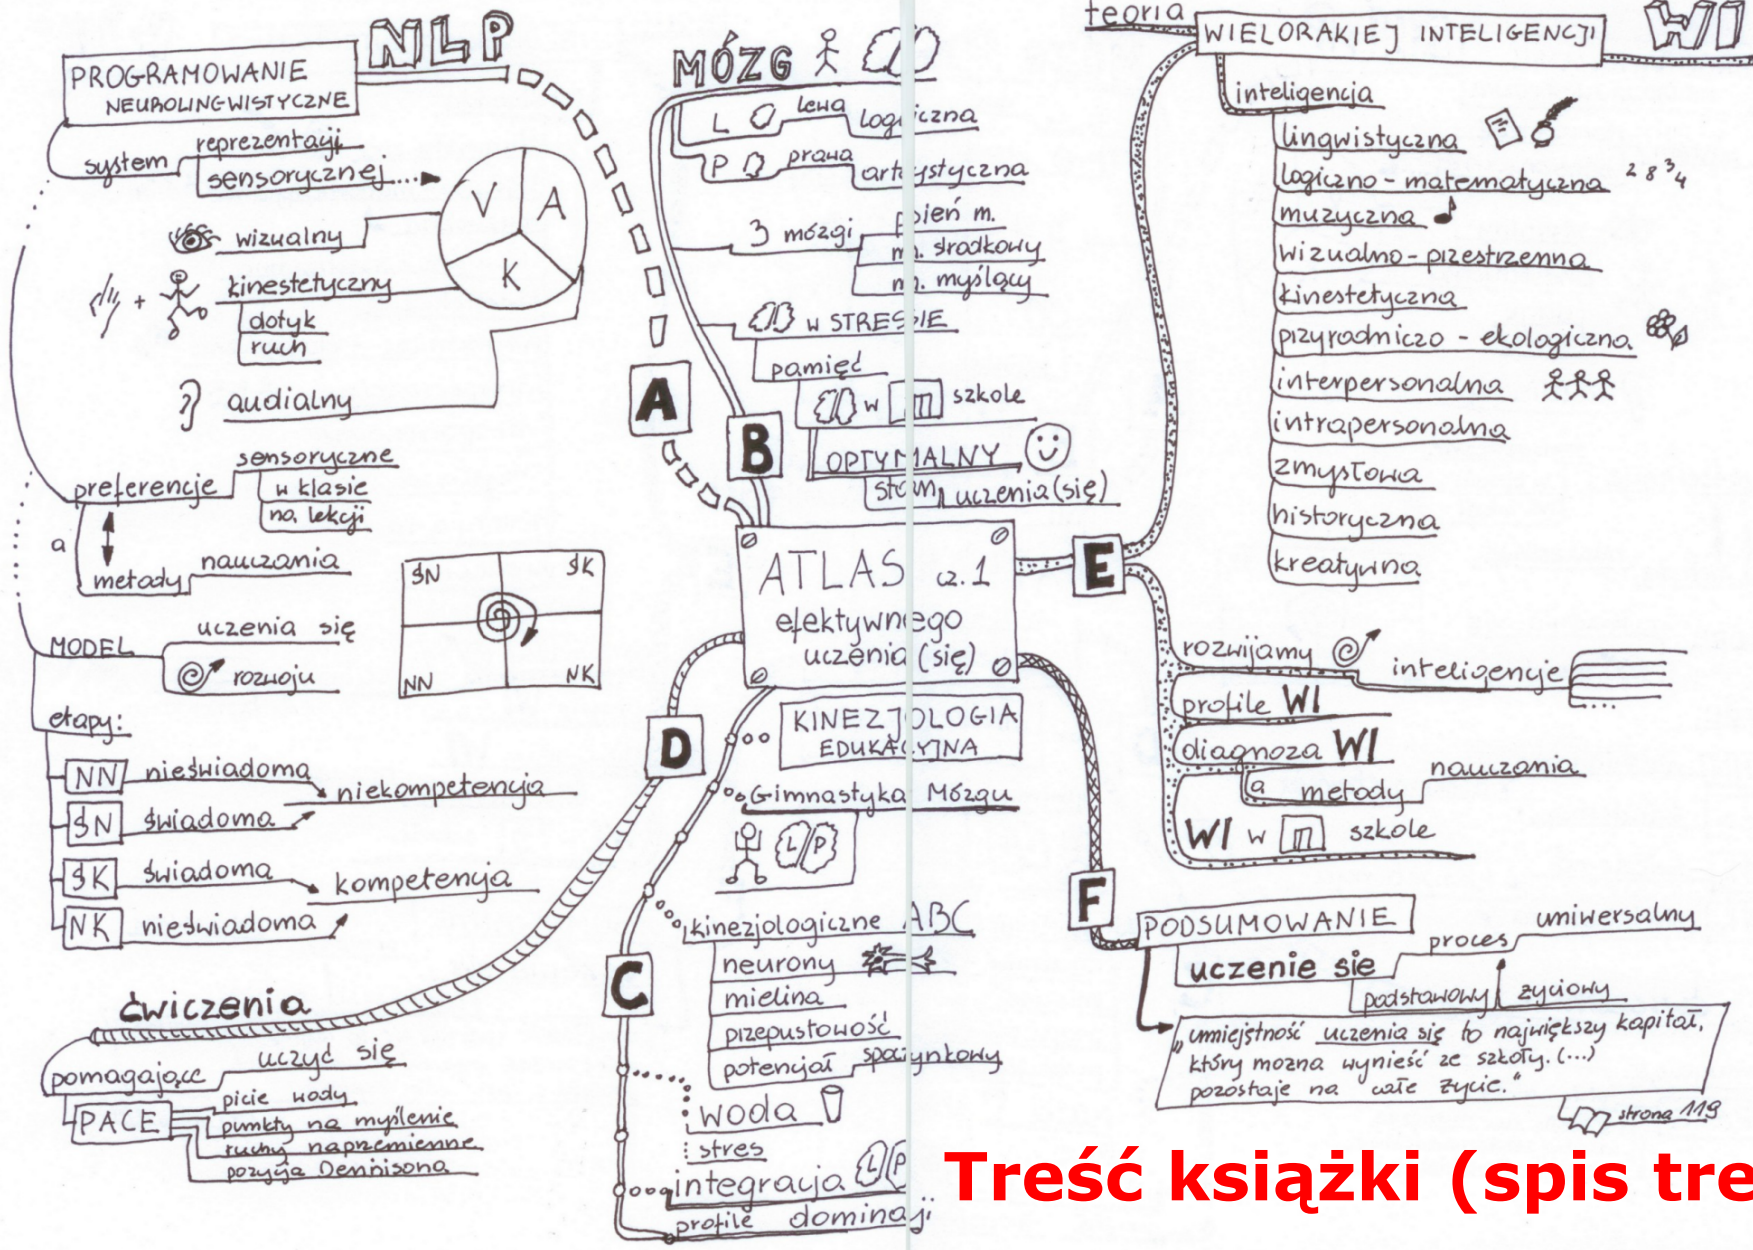 NLP
PROGRAMOWANIE
NEUROLINGWISTYCZNE
system
reprezentacji
sensorycznej
V A
K
wizualny
kinestetyczny
dotyk
ruch
audialny
preferencje
sensoryczne
w klasie
na lekcji
a
metody
nauczania
ŚN ŚK
NN NK
MODEL
uczenia się
rozwoju
etapy:
NN nieświadoma
niekompetencja
ŚN świadoma
ŚK świadoma
kompetencja
NK nieświadoma
A
MÓZG
L lewa logiczna
P prawa artystyczna
3 mózgi
pień m.
m. środkowy
m. myślący
w STRESIE
pamięć
w szkole
OPTYMALNY
stan uczenia (się)
B
ATLAS cz. 1
efektywnego
uczenia (się)
D
ćwiczenia
pomagające
uczyć się
PACE
picie wody
punkty na myślenie
ruchy naprzemienne
pozycja Dennisona
KINEZJOLOGIA
EDUKACYJNA
Gimnastyka Mózgu
L/P
C
kinezjologiczne ABC
neurony
mielina
przepustowość
potencjał spoczynkowy
woda
stres
integracja L/P
profile dominacji
teoria
WIELORAKIEJ INTELIGENCJI
WI
inteligencja
lingwistyczna
logiczno - matematyczna 2 8 3 4
muzyczna
wizualno - przestrzenna
kinestetyczna
przyrodniczo - ekologiczna
interpersonalna
intrapersonalna
zmysłowa
historyczna
kreatywna
E
rozwijamy inteligencje
profile WI
diagnoza WI
a metody nauczania
WI w szkole
F
PODSUMOWANIE
uczenie się
proces uniwersalny
podstawowy życiowy
„umiejętność uczenia się to największy kapitał,
który można wynieść ze szkoły. (...)
pozostaje na całe życie."
strona 119
Treść książki (spis tre